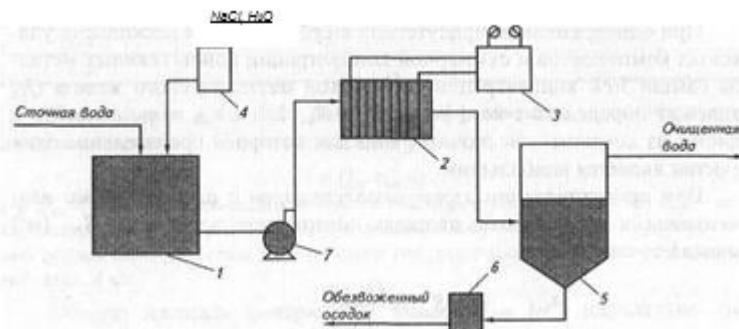 NaCl, H₂O
4
Сточная вода
3
2
Очищенная
вода
1
7
6
5
Обезвоженный
осадок